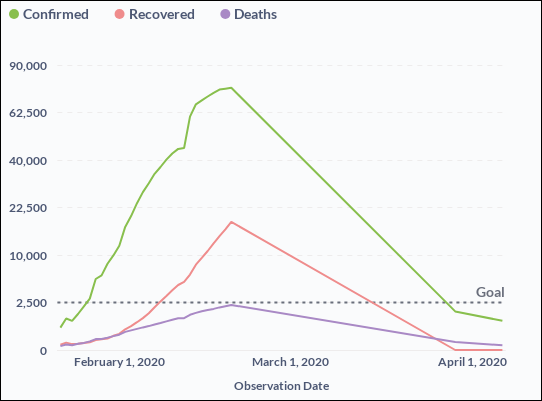 Confirmed Recovered Deaths
90,000
62,500
40,000
22,500
10,000
Goal
2,500
0
February 1, 2020 March 1, 2020 April 1, 2020
Observation Date